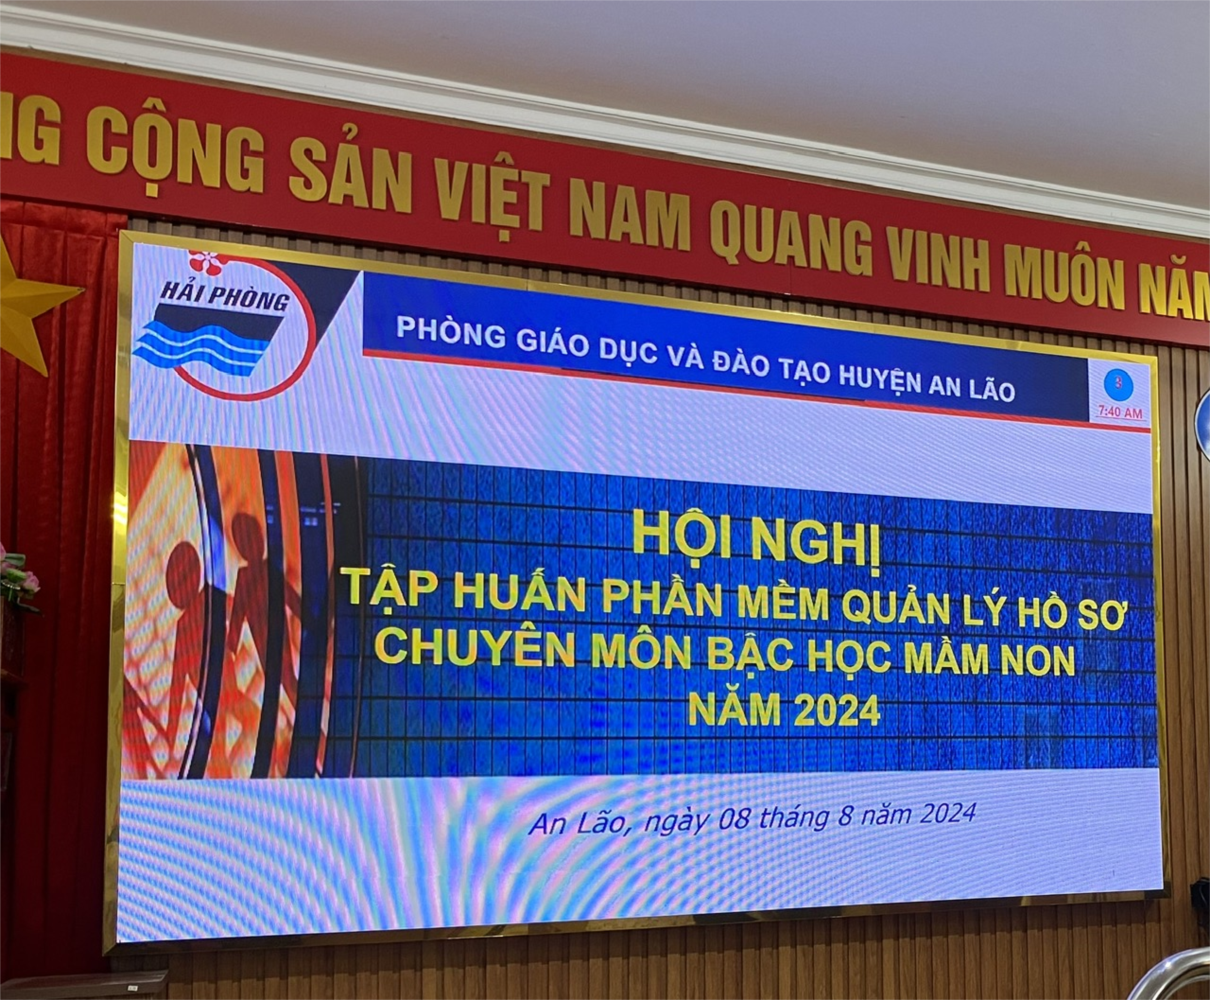 CỘNG SẢN VIỆT NAM QUANG VINH MUÔN
HẢI PHÒNG
PHÒNG GIÁO DỤC VÀ ĐÀO TẠO HUYỆN AN LÃO
7:40 AM
HỘI NGHỊ
TẬP HUẤN PHẦN MỀM QUẢN LÝ HỒ SƠ
CHUYÊN MÔN BẬC HỌC MẦM NON
NĂM 2024
An Lão, ngày 08 tháng 8 năm 2024